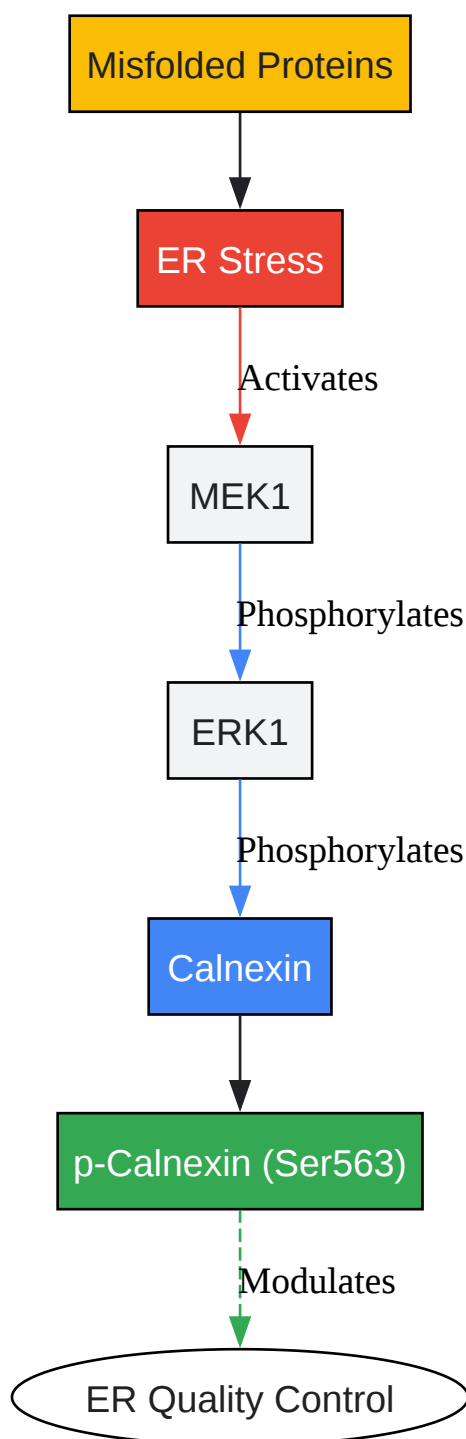 Misfolded Proteins
ER Stress
Activates
MEK1
Phosphorylates
ERK1
Phosphorylates
Calnexin
p-Calnexin (Ser563)
Modulates
ER Quality Control